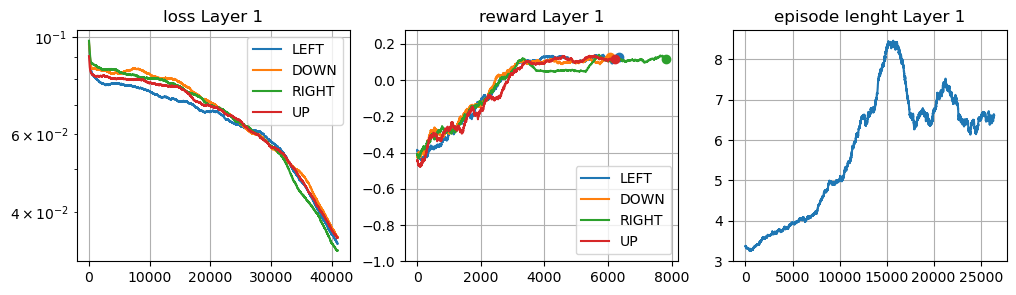 loss Layer 1
10⁻¹
6 × 10⁻²
4 × 10⁻²
0
10000
20000
30000
40000
LEFT
DOWN
RIGHT
UP
reward Layer 1
0.2
0.0
−0.2
−0.4
−0.6
−0.8
−1.0
0
2000
4000
6000
8000
LEFT
DOWN
RIGHT
UP
episode lenght Layer 1
8
7
6
5
4
3
0
5000
10000
15000
20000
25000